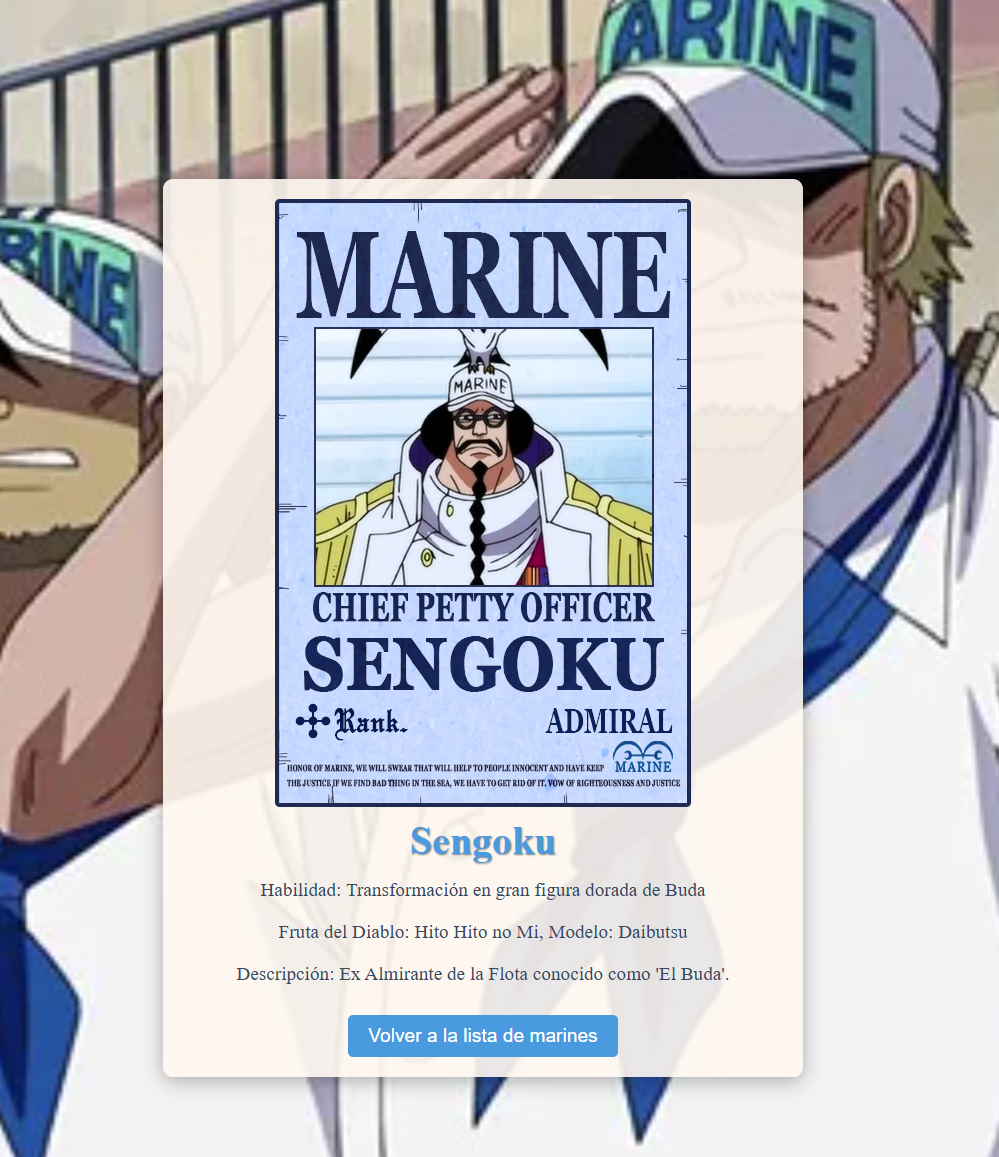 ARINE
RINE
MARINE
MARINE
CHIEF PETTY OFFICER
SENGOKU
Rank.
ADMIRAL
HONOR OF MARINE, WE WILL SWEAR THAT WILL HELP TO PEOPLE INNOCENT AND HAVE KEEP
MARINE
THE JUSTICE.IF WE FIND BAD THING IN THE SEA, WE HAVE TO GET RID OF IT, VOW OF RIGHTEOUSNESS AND JUSTICE
Sengoku
Habilidad: Transformación en gran figura dorada de Buda
Fruta del Diablo: Hito Hito no Mi, Modelo: Daibutsu
Descripción: Ex Almirante de la Flota conocido como 'El Buda'.
Volver a la lista de marines